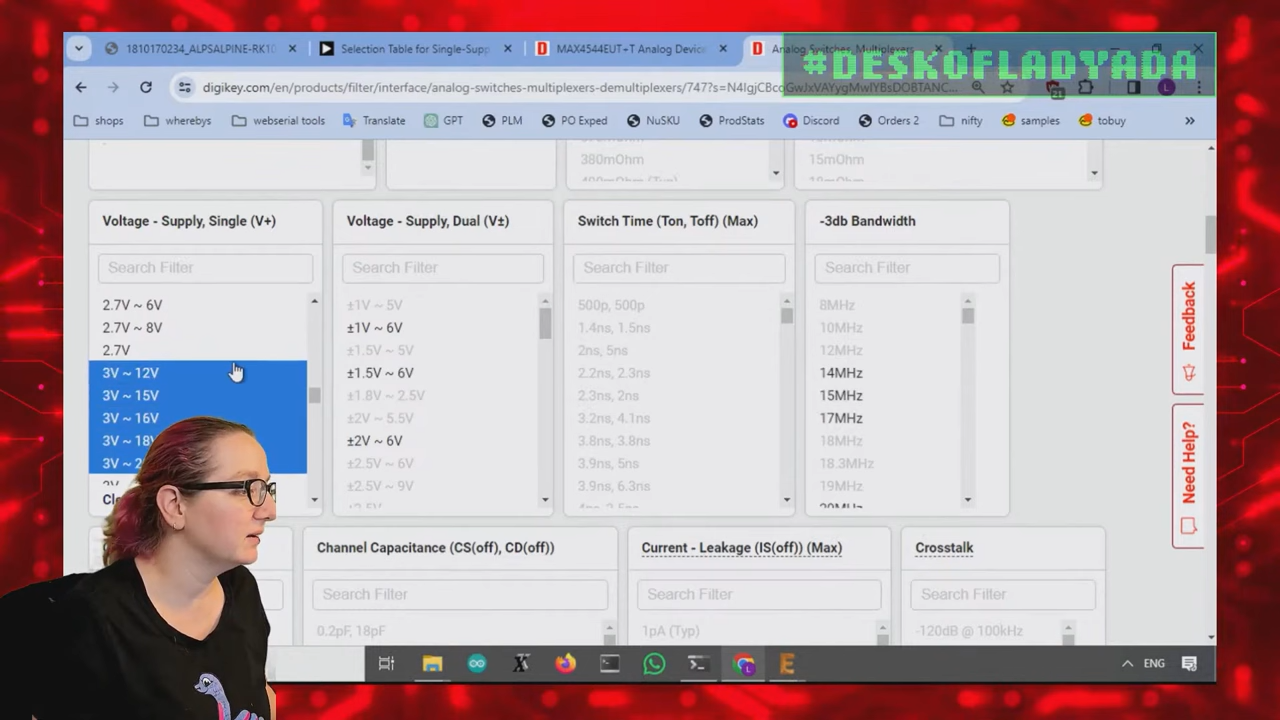 #DESKOFLADYADA
1810170234_ALPSALPINE-RK10
Selection Table for Single-Supp
MAX4544EUT+T Analog Device
Analog Switches, Multiplexers
digikey.com/en/products/filter/interface/analog-switches-multiplexers-demultiplexers/747?s=
shops
wherebys
webserial tools
Translate
GPT
PLM
PO Exped
NuSKU
ProdStats
Discord
Orders 2
nifty
samples
tobuy
»
380mOhm
15mOhm
Voltage - Supply, Single (V+)
Voltage - Supply, Dual (V±)
Switch Time (Ton, Toff) (Max)
-3db Bandwidth
Search Filter
Search Filter
Search Filter
Search Filter
2.7V ~ 6V
±1V ~ 5V
500p, 500p
8MHz
2.7V ~ 8V
±1V ~ 6V
1.4ns, 1.5ns
10MHz
2.7V
±1.5V ~ 5V
2ns, 5ns
12MHz
3V ~ 12V
±1.5V ~ 6V
2.2ns, 2.3ns
14MHz
3V ~ 15V
±1.8V ~ 2.5V
2.3ns, 2ns
15MHz
3V ~ 16V
±2V ~ 5.5V
3.2ns, 4.1ns
17MHz
3V ~ 18V
±2V ~ 6V
3.8ns, 3.8ns
18MHz
3V ~
±2.5V ~ 6V
3.9ns, 5ns
18.3MHz
±2.5V ~ 9V
3.9ns, 6.3ns
19MHz
20MHz
Channel Capacitance (CS(off), CD(off))
Current - Leakage (IS(off)) (Max)
Crosstalk
Search Filter
Search Filter
Search Filter
0.2pF, 18pF
1pA (Typ)
-120dB @ 100kHz
Feedback
Need Help?
ENG